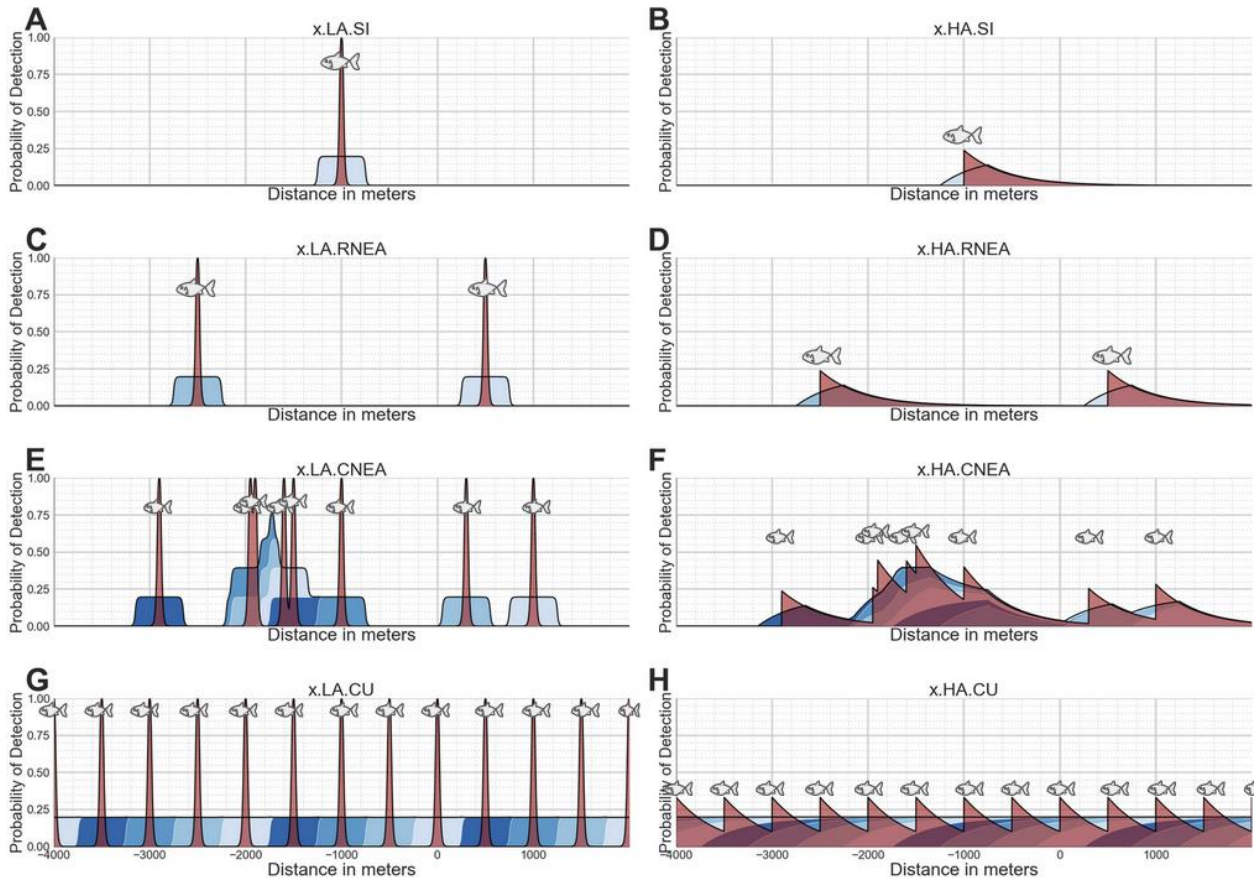 A
x.LA.SI
Probability of Detection
1.00
0.75
0.50
0.25
0.00
Distance in meters
B
x.HA.SI
Probability of Detection
Distance in meters
C
x.LA.RNEA
Probability of Detection
1.00
0.75
0.50
0.25
0.00
Distance in meters
D
x.HA.RNEA
Probability of Detection
Distance in meters
E
x.LA.CNEA
Probability of Detection
1.00
0.75
0.50
0.25
0.00
Distance in meters
F
x.HA.CNEA
Probability of Detection
Distance in meters
G
x.LA.CU
Probability of Detection
1.00
0.75
0.50
0.25
0.00
−4000 −3000 −2000 −1000 0 1000
Distance in meters
H
x.HA.CU
Probability of Detection
−4000 −3000 −2000 −1000 0 1000
Distance in meters